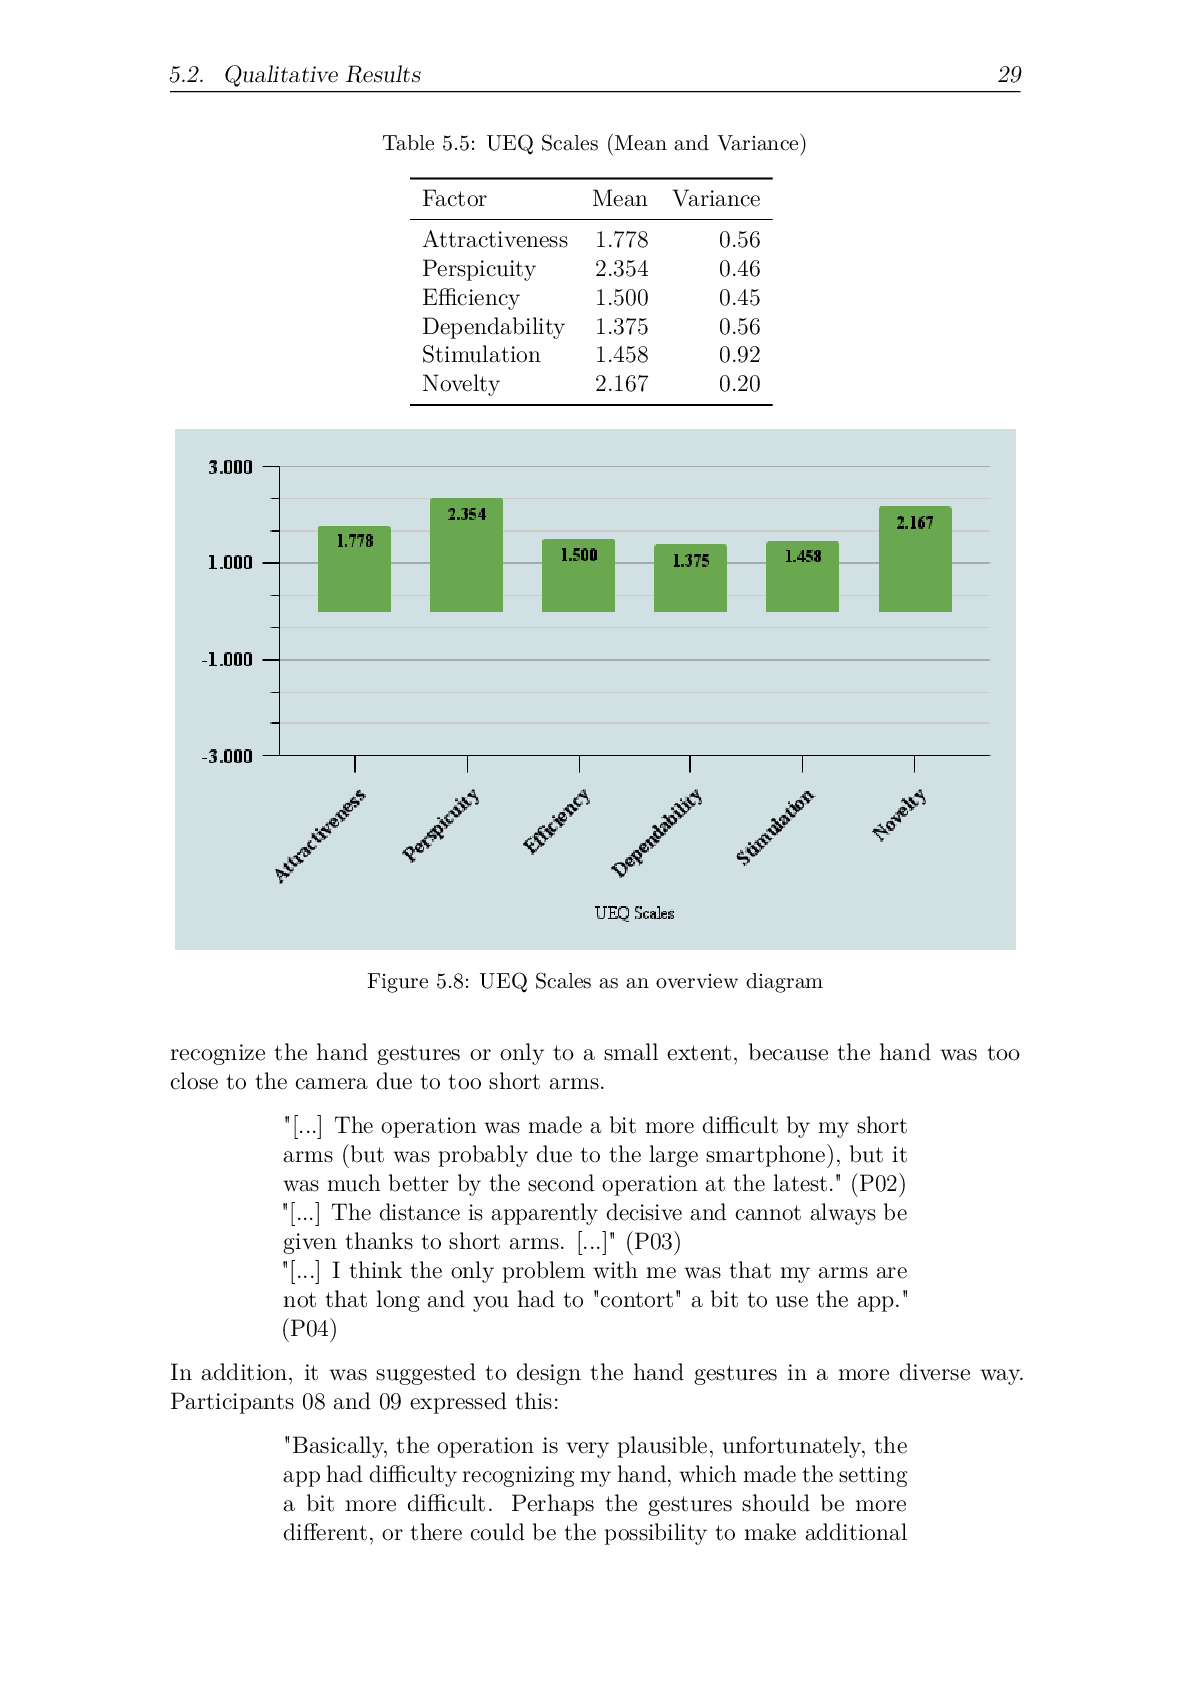 5.2. Qualitative Results 29
Table 5.5: UEQ Scales (Mean and Variance)
Factor Mean Variance
Attractiveness 1.778 0.56
Perspicuity 2.354 0.46
Efficiency 1.500 0.45
Dependability 1.375 0.56
Stimulation 1.458 0.92
Novelty 2.167 0.20
3.000
1.000
-1.000
-3.000
1.778
2.354
1.500
1.375
1.458
2.167
Attractiveness
Perspicuity
Efficiency
Dependability
Stimulation
Novelty
UEQ Scales
Figure 5.8: UEQ Scales as an overview diagram
recognize the hand gestures or only to a small extent, because the hand was too
close to the camera due to too short arms.
"[...] The operation was made a bit more difficult by my short
arms (but was probably due to the large smartphone), but it
was much better by the second operation at the latest." (P02)
"[...] The distance is apparently decisive and cannot always be
given thanks to short arms. [...]" (P03)
"[...] I think the only problem with me was that my arms are
not that long and you had to "contort" a bit to use the app."
(P04)
In addition, it was suggested to design the hand gestures in a more diverse way.
Participants 08 and 09 expressed this:
"Basically, the operation is very plausible, unfortunately, the
app had difficulty recognizing my hand, which made the setting
a bit more difficult. Perhaps the gestures should be more
different, or there could be the possibility to make additional